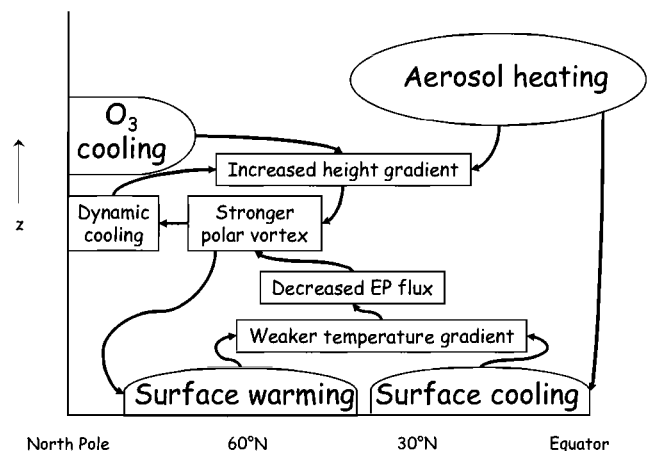 Aerosol heating
O₃
cooling
Increased height gradient
Dynamic
cooling
Stronger
polar vortex
z
Decreased EP flux
Weaker temperature gradient
Surface warming
Surface cooling
North Pole
60°N
30°N
Equator